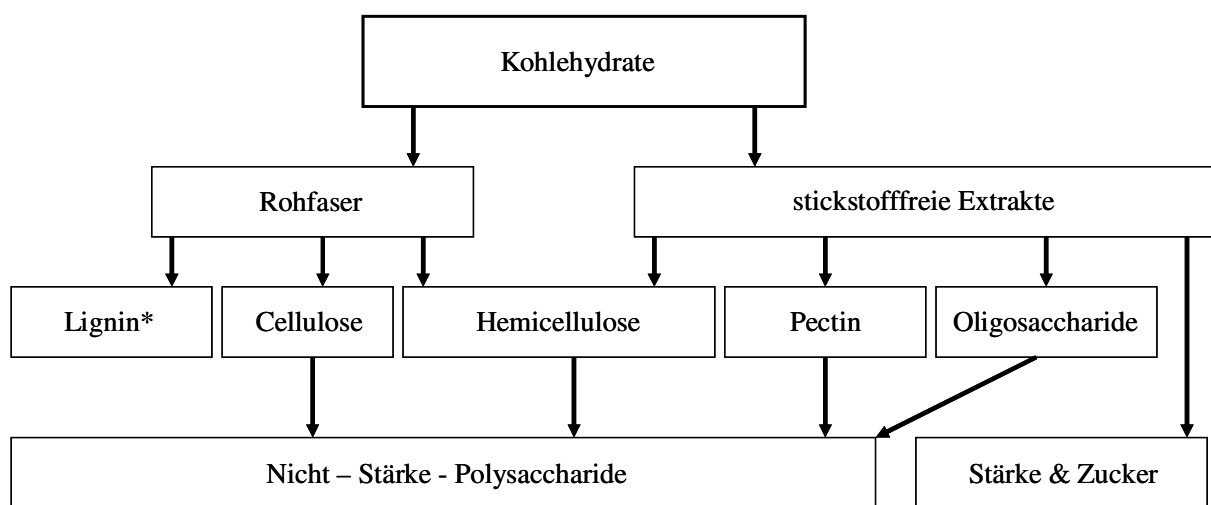 Kohlehydrate
Rohfaser
stickstofffreie Extrakte
Lignin*
Cellulose
Hemicellulose
Pectin
Oligosaccharide
Nicht – Stärke - Polysaccharide
Stärke & Zucker